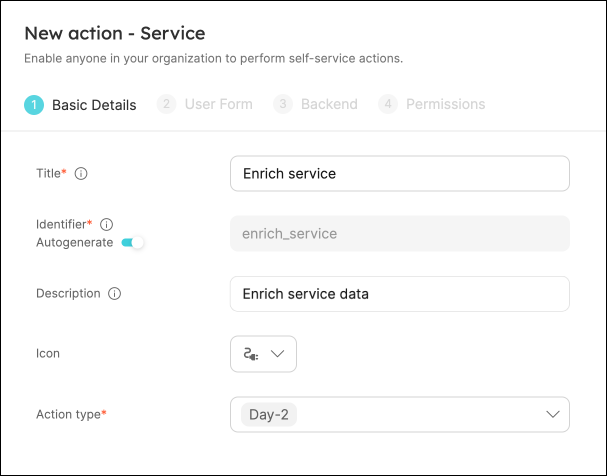 New action - Service
Enable anyone in your organization to perform self-service actions.
1 Basic Details 2 User Form 3 Backend 4 Permissions
Title* Enrich service
Identifier*
Autogenerate enrich_service
Description Enrich service data
Icon
Action type* Day-2